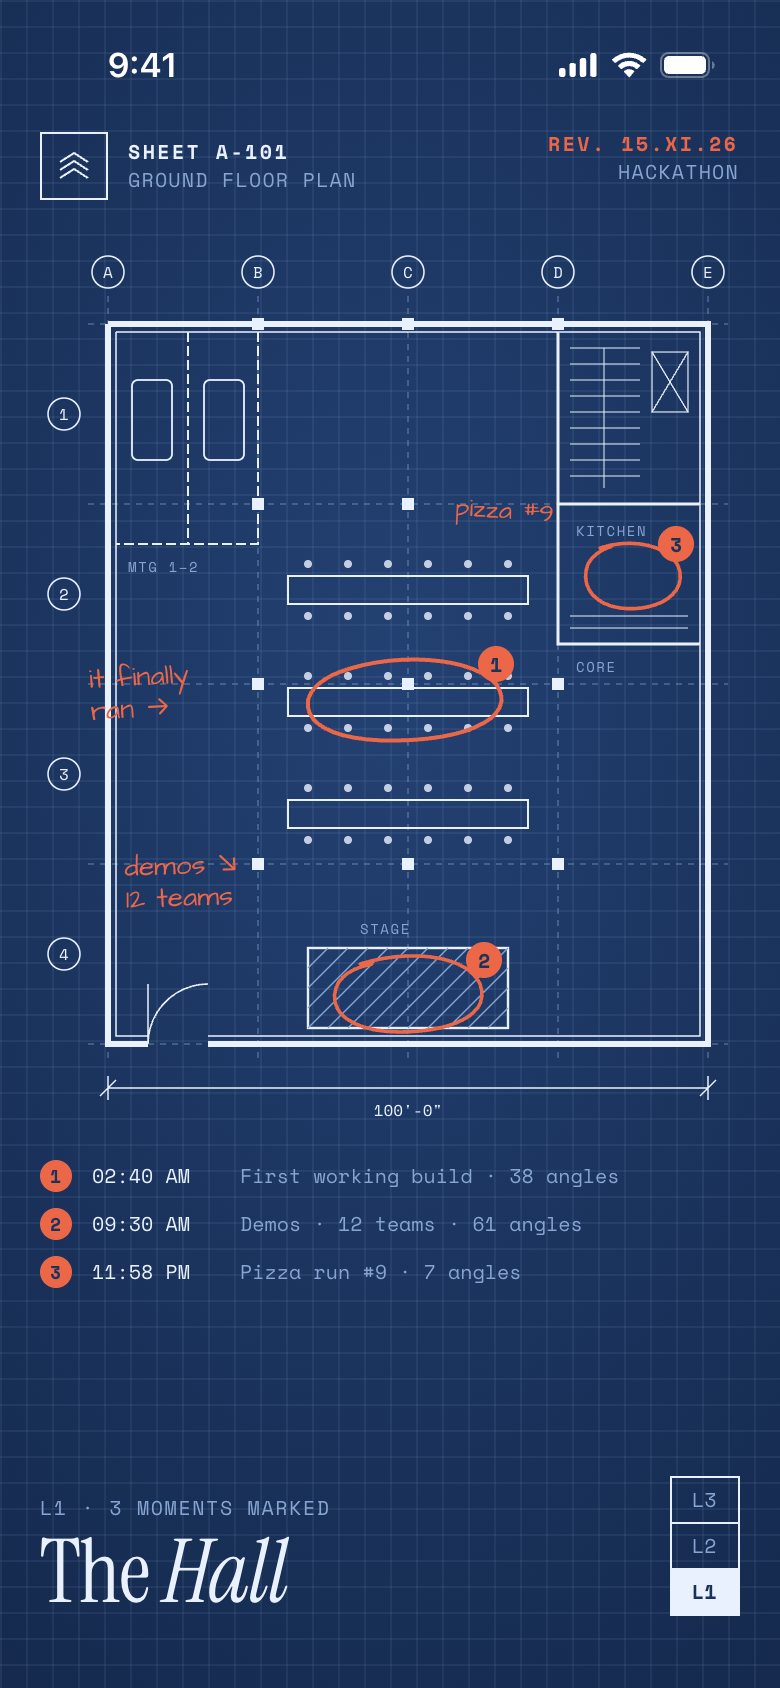 9:41
SHEET A-101
GROUND FLOOR PLAN
REV. 15.XI.26
HACKATHON
A B C D E
1
pizza #9
KITCHEN
3
MTG 1-2
2
it finally
ran →
1
CORE
3
demos ↘
12 teams
STAGE
4
2
100'-0"
1 02:40 AM First working build · 38 angles
2 09:30 AM Demos · 12 teams · 61 angles
3 11:58 PM Pizza run #9 · 7 angles
L1 · 3 MOMENTS MARKED
The Hall
L3
L2
L1